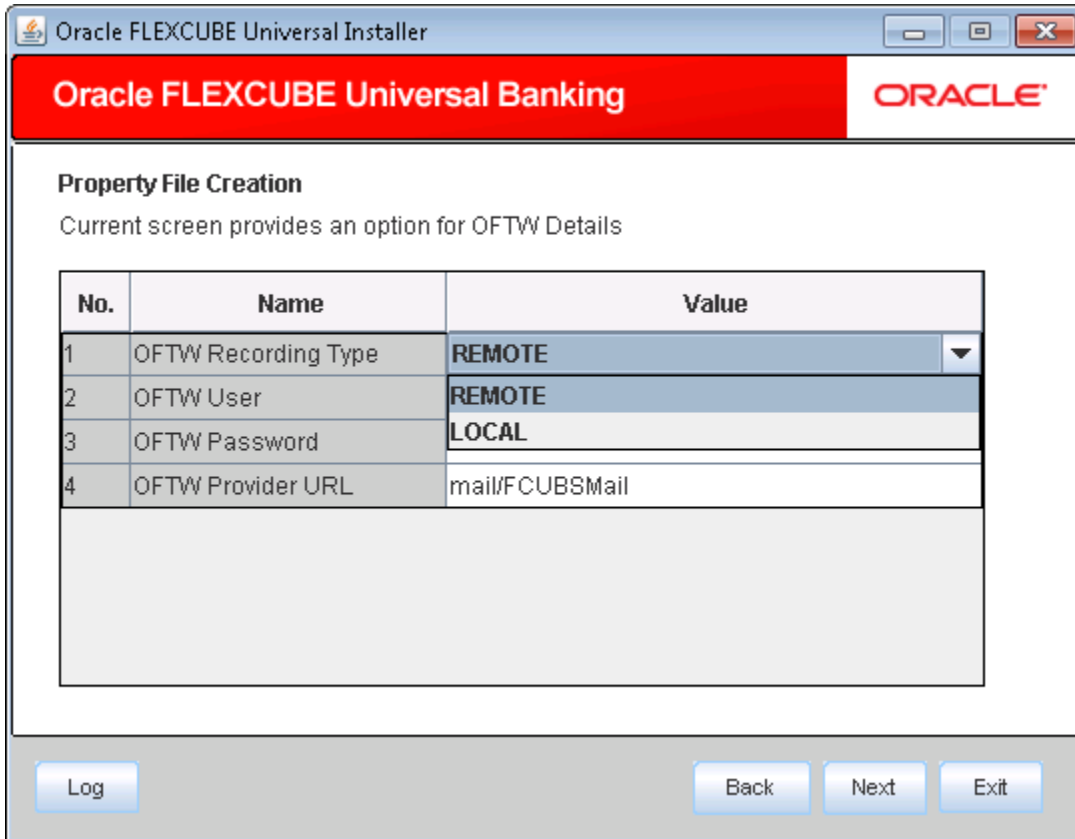 Oracle FLEXCUBE Universal Installer
Oracle FLEXCUBE Universal Banking
ORACLE
Property File Creation
Current screen provides an option for OFTW Details
No. Name Value
1 OFTW Recording Type REMOTE
2 OFTW User REMOTE
LOCAL
3 OFTW Password
4 OFTW Provider URL mail/FCUBSMail
Log Back Next Exit